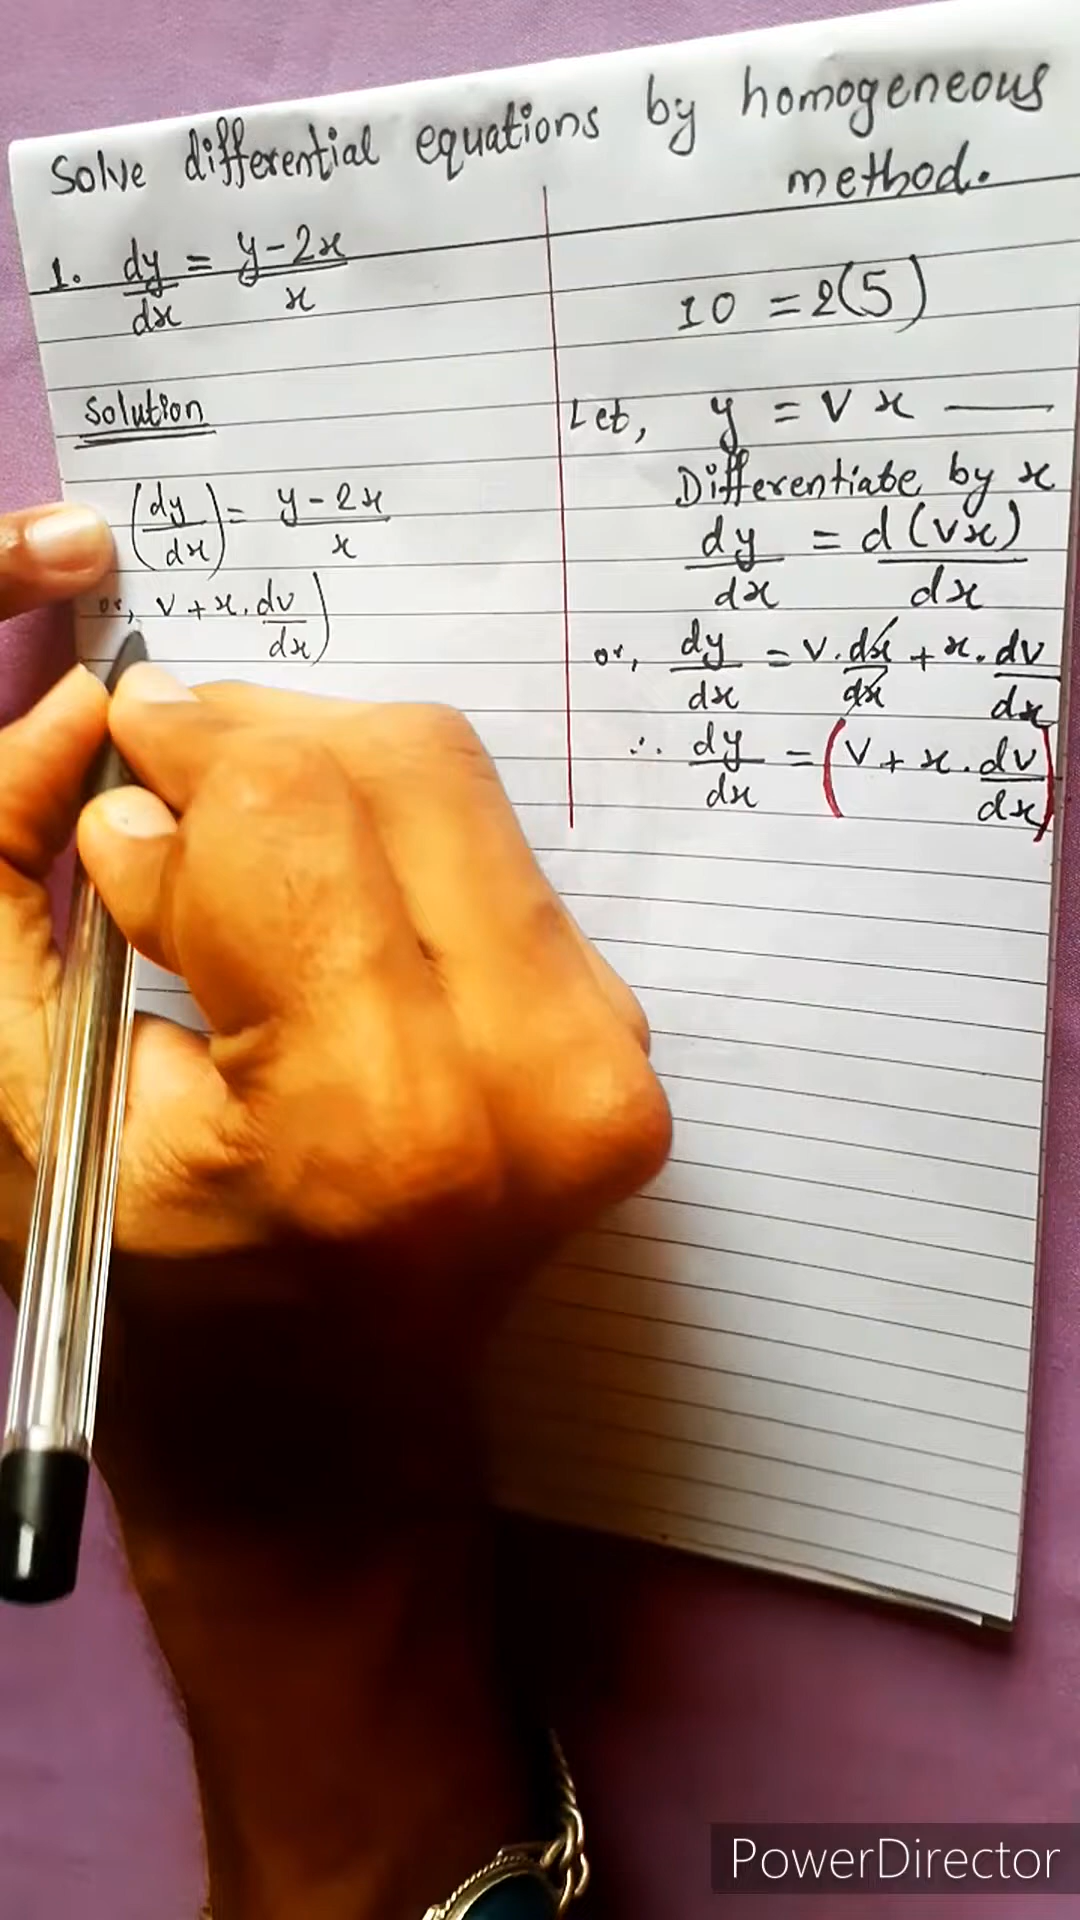 Solve differential equations by homogeneous
method.
1. dy/dx = y-2x/x
Solution
(dy/dx) = y-2x/x
or, v + x.dv/dx)
10 = 2(5)
Let, y = v x —
Differentiate by x
dy/dx = d(vx)/dx
or, dy/dx = v.dx/dx + x.dv/dx
∴ dy/dx = (v + x.dv/dx)
PowerDirector